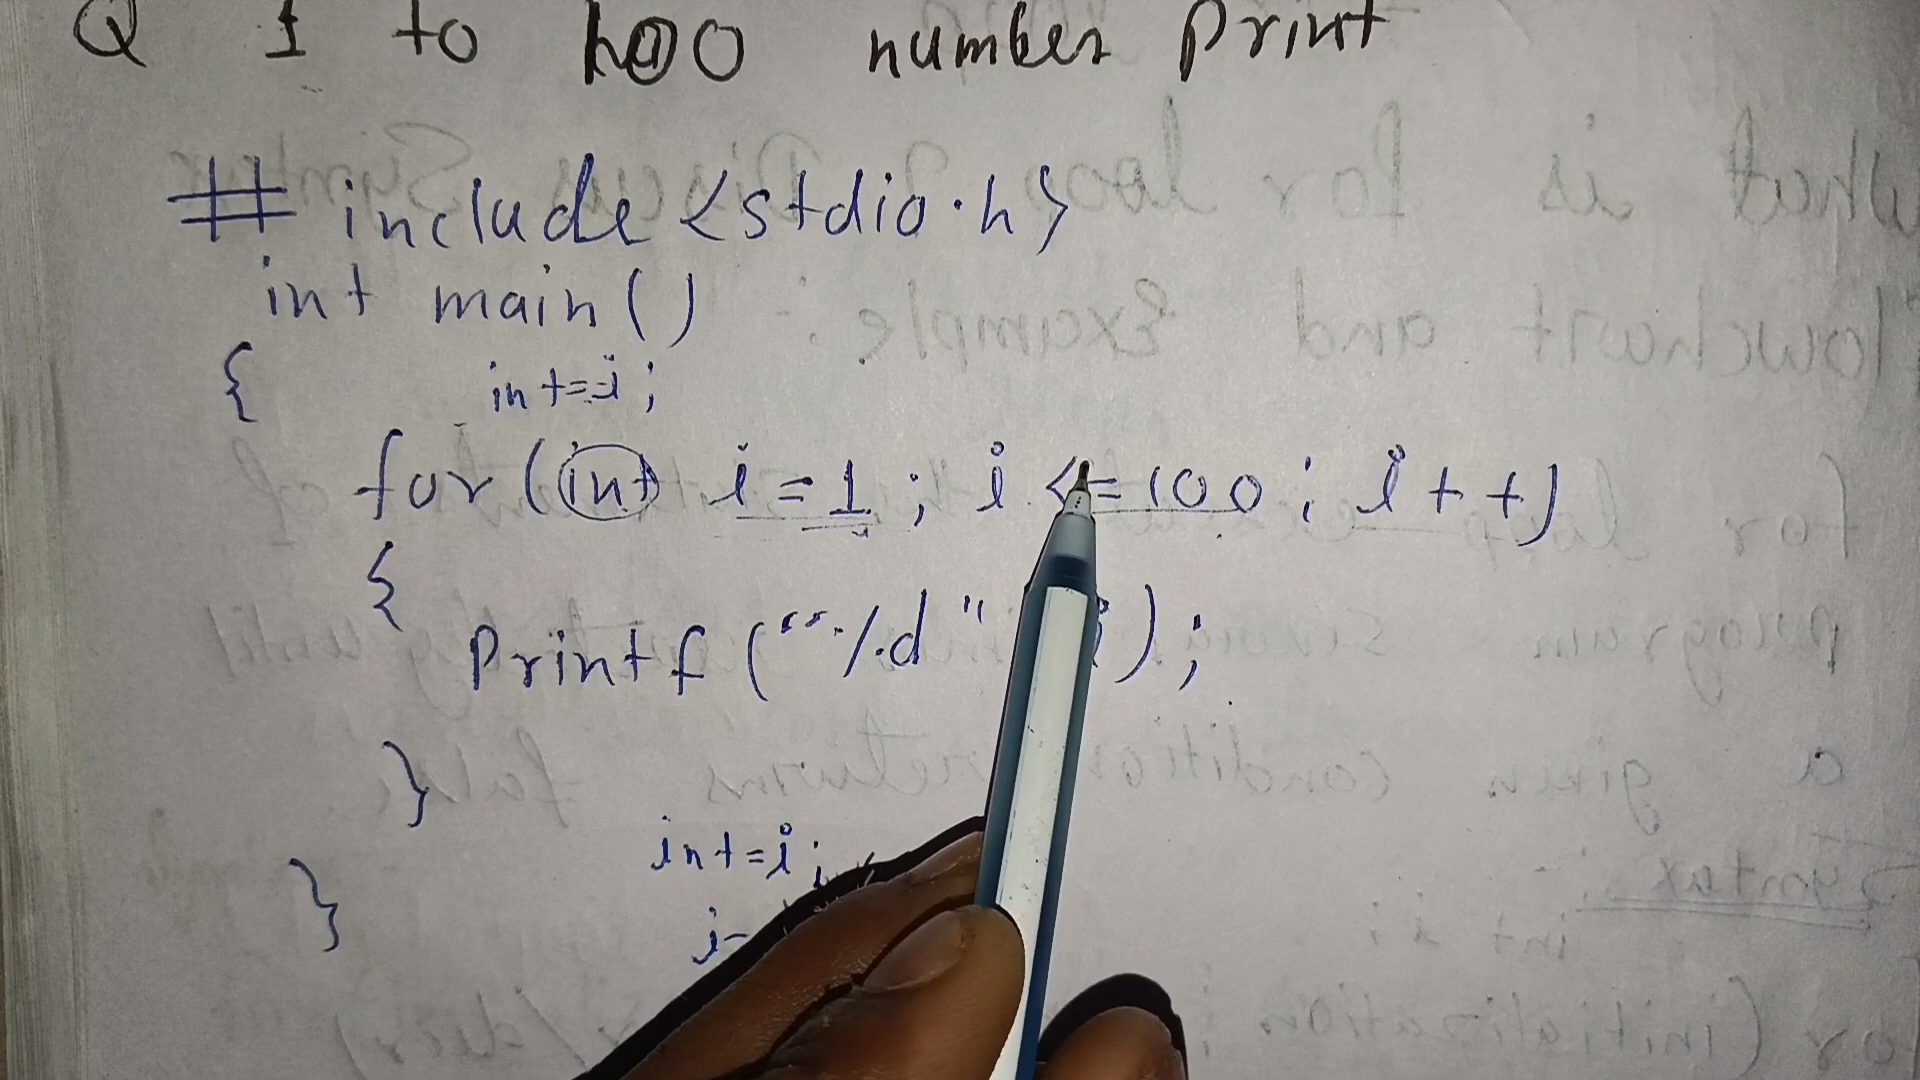 Q 1 to 100 number print
# include <stdio.h>
int main()
{ int=i;
for (int i=1; i<=100; i++)
{
Printf (“%d" i);
}
int=i;
}
i-